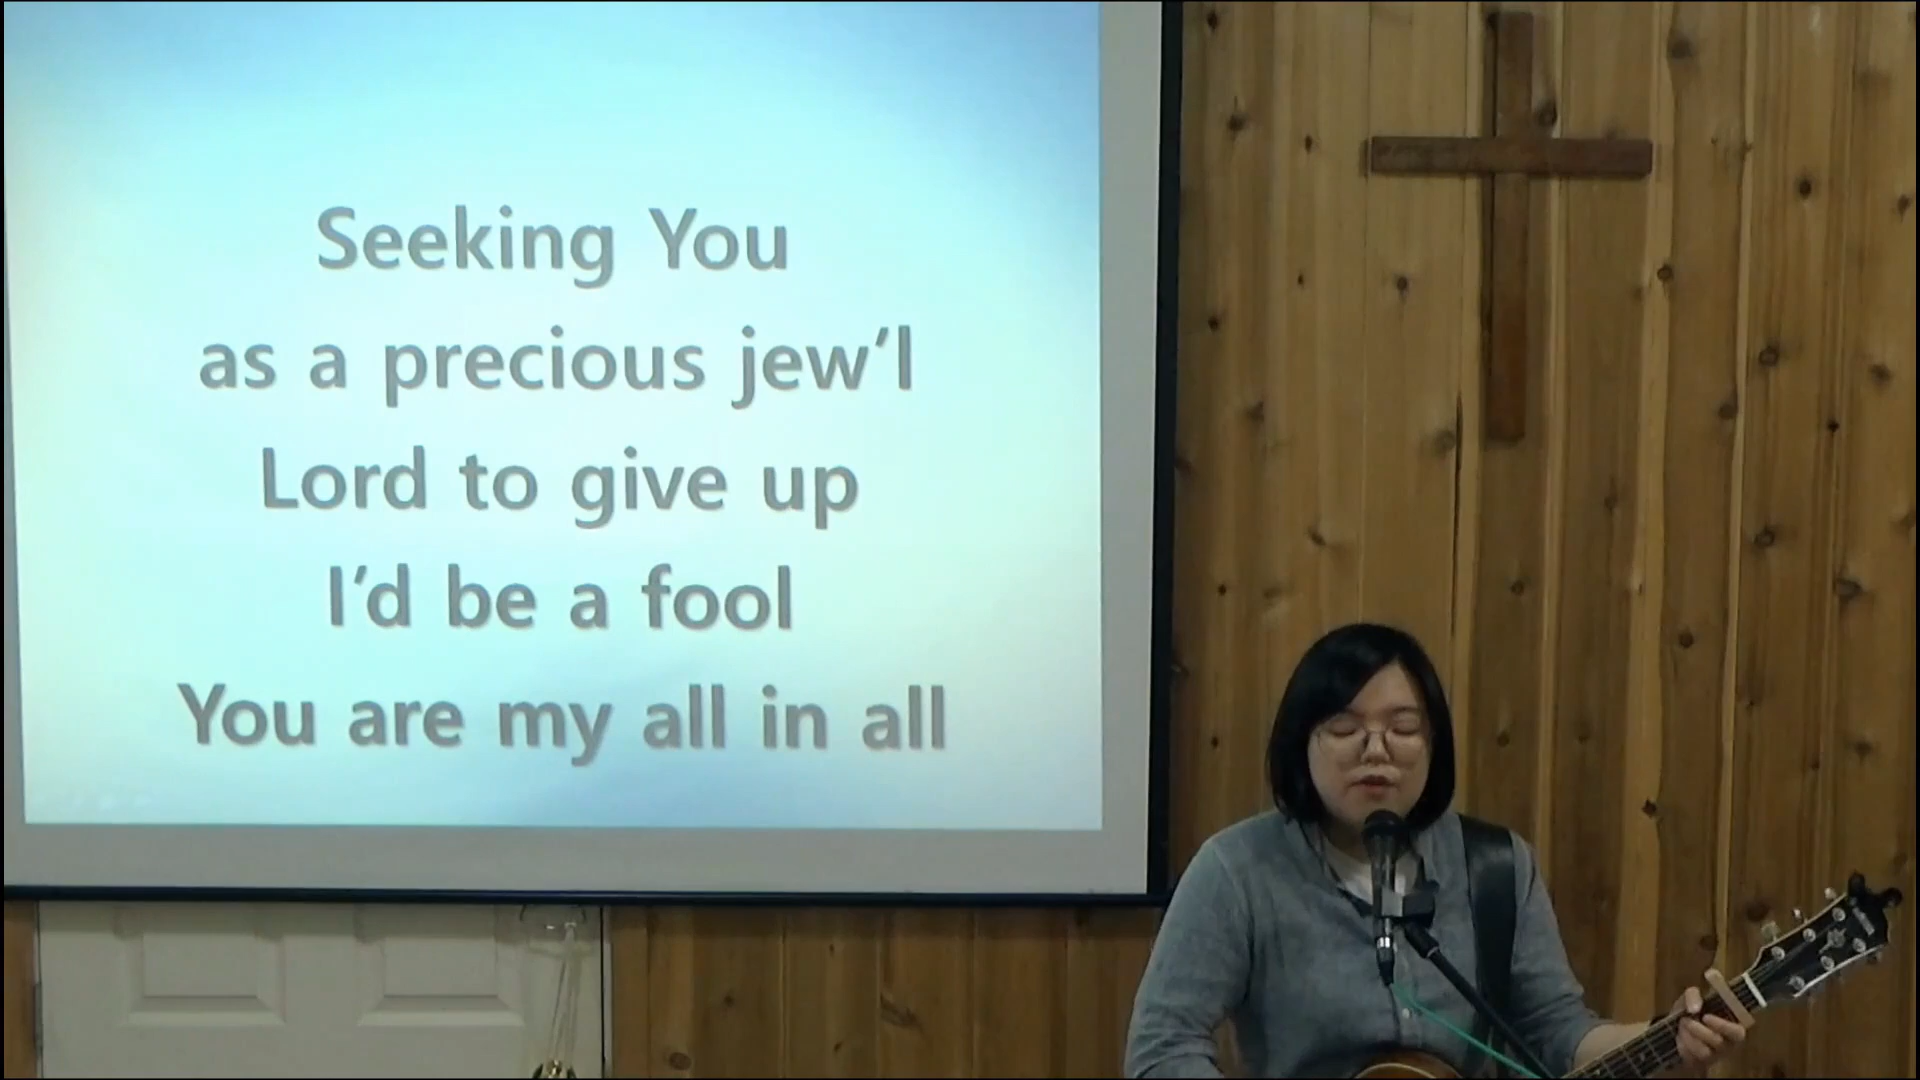 Seeking You
as a precious jew’l
Lord to give up
I’d be a fool
You are my all in all